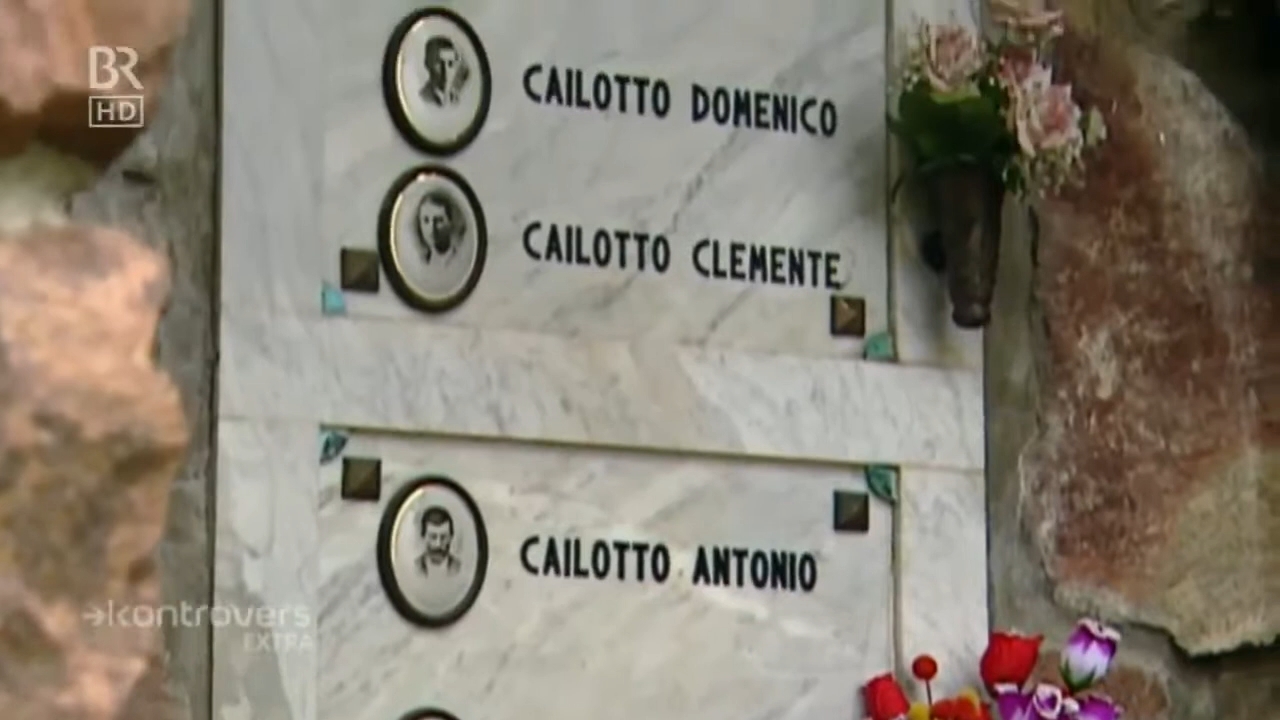 BR
HD
CAILOTTO DOMENICO
CAILOTTO CLEMENTE
CAILOTTO ANTONIO
→kontrovers
EXTRA